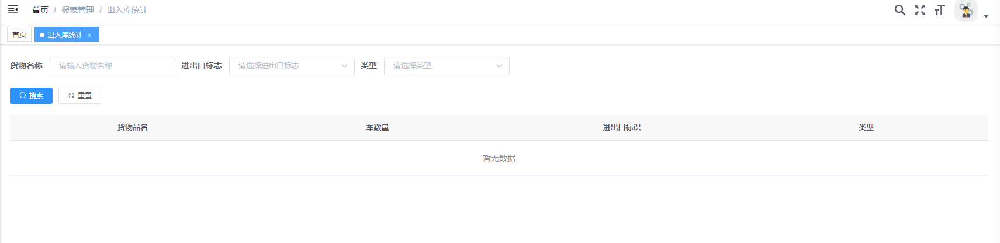 首页 / 报表管理 / 出入库统计
首页 出入库统计 ×
货物名称 请输入货物名称 进出口标志 请选择进出口标志 类型 请选择类型
搜索 重置
货物品名 车数量 进出口标识 类型
暂无数据